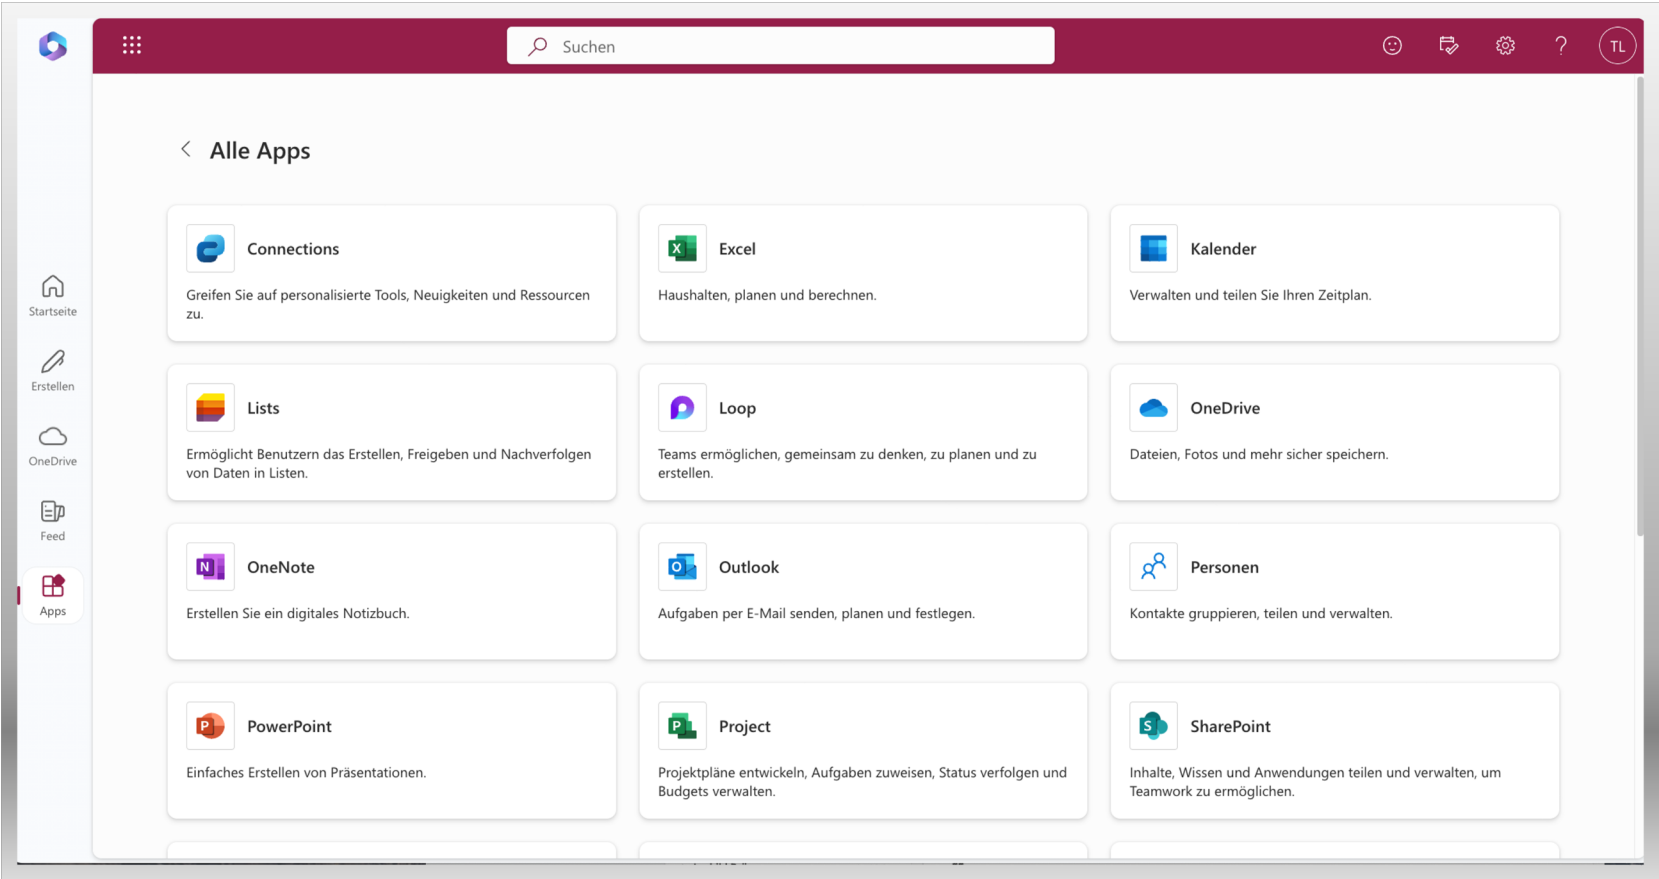 Suchen
TL
Alle Apps
Connections
Greifen Sie auf personalisierte Tools, Neuigkeiten und Ressourcen
zu.
Excel
Haushalten, planen und berechnen.
Kalender
Verwalten und teilen Sie Ihren Zeitplan.
Startseite
Erstellen
OneDrive
Feed
Apps
Lists
Ermöglicht Benutzern das Erstellen, Freigeben und Nachverfolgen
von Daten in Listen.
Loop
Teams ermöglichen, gemeinsam zu denken, zu planen und zu
erstellen.
OneDrive
Dateien, Fotos und mehr sicher speichern.
OneNote
Erstellen Sie ein digitales Notizbuch.
Outlook
Aufgaben per E-Mail senden, planen und festlegen.
Personen
Kontakte gruppieren, teilen und verwalten.
PowerPoint
Einfaches Erstellen von Präsentationen.
Project
Projektpläne entwickeln, Aufgaben zuweisen, Status verfolgen und
Budgets verwalten.
SharePoint
Inhalte, Wissen und Anwendungen teilen und verwalten, um
Teamwork zu ermöglichen.